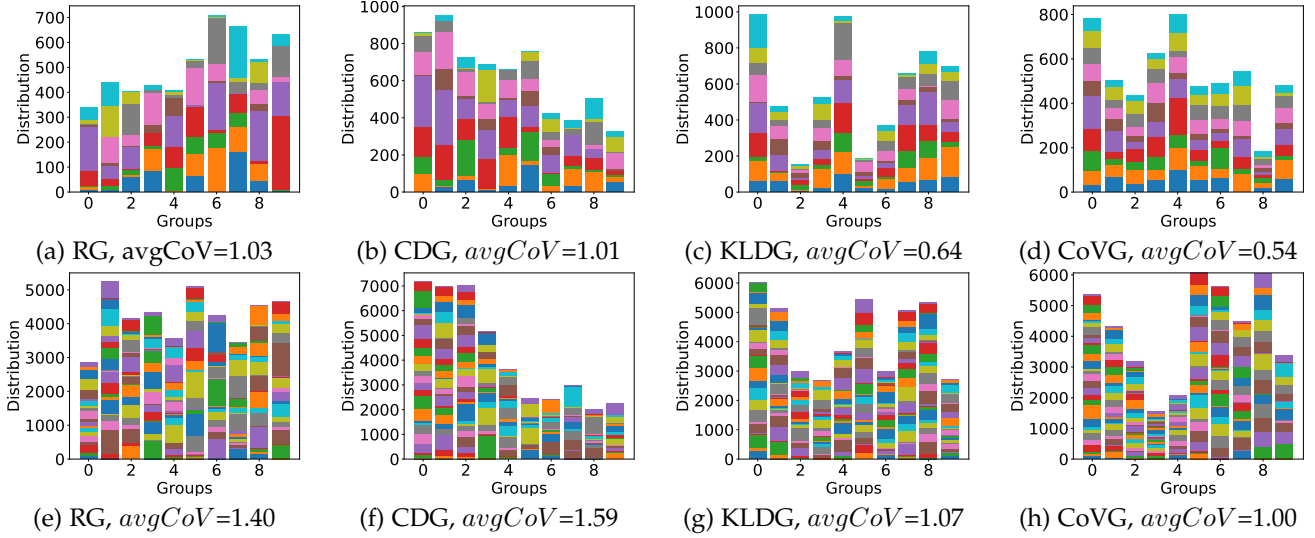 700
600
500
400
300
200
100
0
Distribution
0 2 4 6 8
Groups
(a) RG, avgCoV=1.03
800
600
400
200
0
Distribution
0 2 4 6 8
Groups
(b) CDG, avgCoV=1.01
1000
800
600
400
200
0
Distribution
0 2 4 6 8
Groups
(c) KLDG, avgCoV=0.64
800
600
400
200
0
Distribution
0 2 4 6 8
Groups
(d) CoVG, avgCoV=0.54
5000
4000
3000
2000
1000
0
Distribution
0 2 4 6 8
Groups
(e) RG, avgCoV=1.40
7000
6000
5000
4000
3000
2000
1000
0
Distribution
0 2 4 6 8
Groups
(f) CDG, avgCoV=1.59
6000
5000
4000
3000
2000
1000
0
Distribution
0 2 4 6 8
Groups
(g) KLDG, avgCoV=1.07
6000
5000
4000
3000
2000
1000
0
Distribution
0 2 4 6 8
Groups
(h) CoVG, avgCoV=1.00